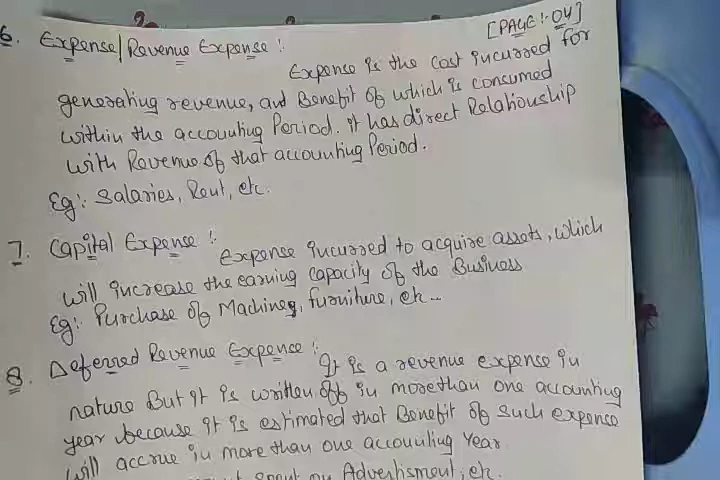 [PAGE:- 04]
6. Expense/Revenue Expense:
Expense is the cost incurred for
generating revenue, and Benefit of which is consumed
within the accounting Period. It has direct Relationship
with Revenue of that accounting Period.
Eg: Salaries, Rent, etc.
7. Capital Expense:
Expense incurred to acquire assets, which
will increase the earning capacity of the Business
Eg: Purchase of Machines, furniture, etc...
8. Deferred Revenue Expense:
It is a revenue expense in
nature But it is written off in more than one accounting
year because it is estimated that Benefit of such expense
will accrue in more than one accounting Year.
spent on Advertisment, etc.